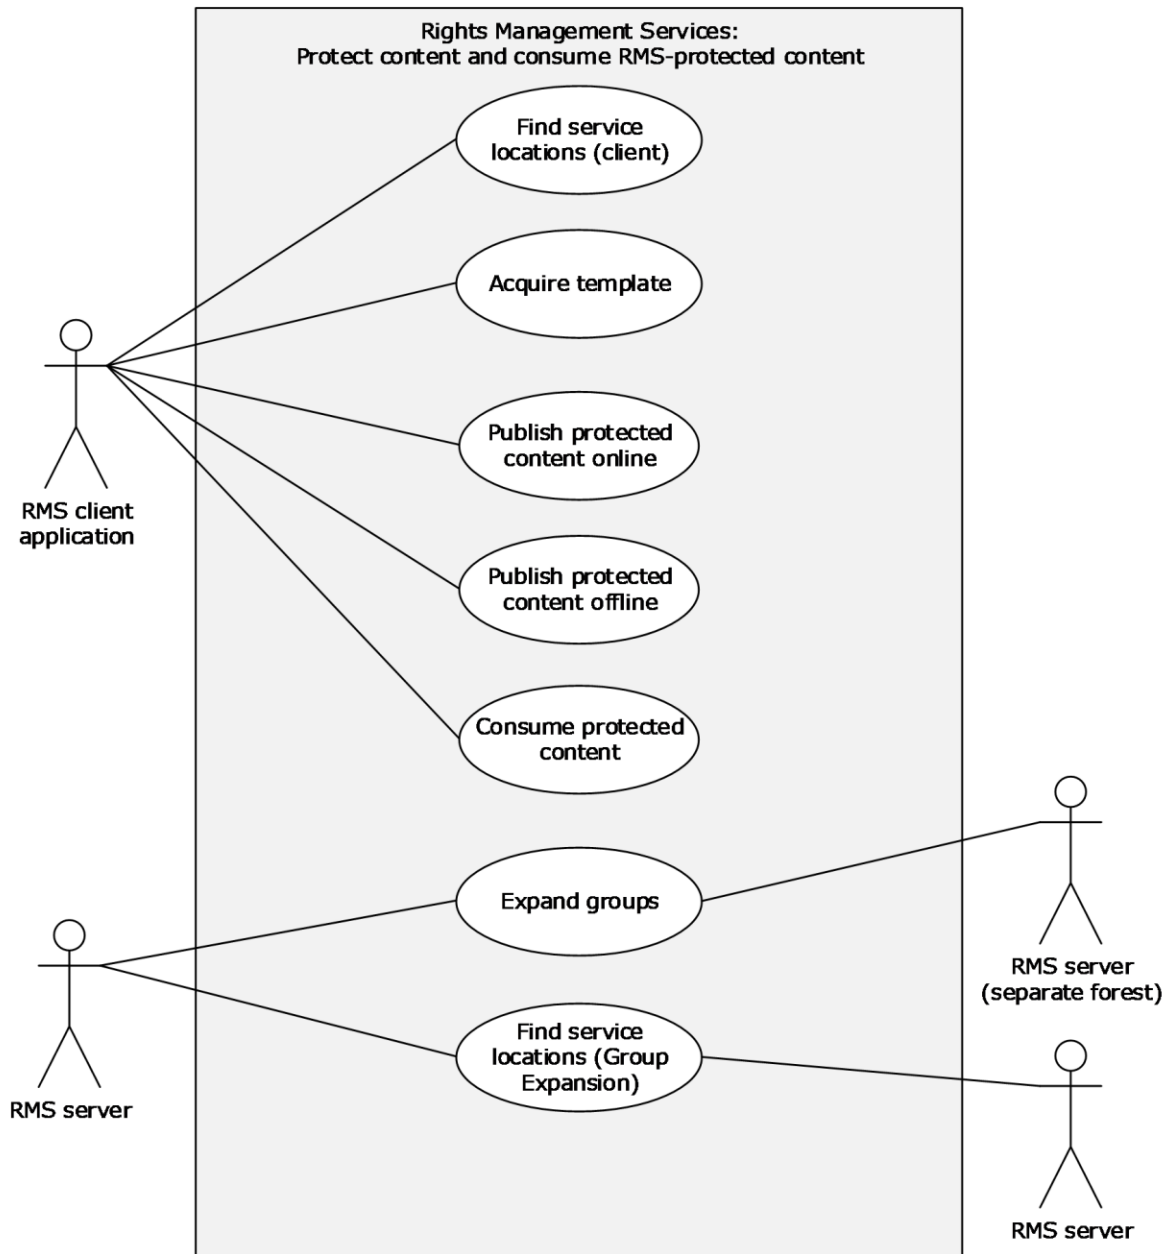 Rights Management Services:
Protect content and consume RMS-protected content
Find service
locations (client)
Acquire template
Publish protected
content online
RMS client
application
Publish protected
content offline
Consume protected
content
Expand groups
RMS server
(separate forest)
Find service
locations (Group
Expansion)
RMS server
RMS server